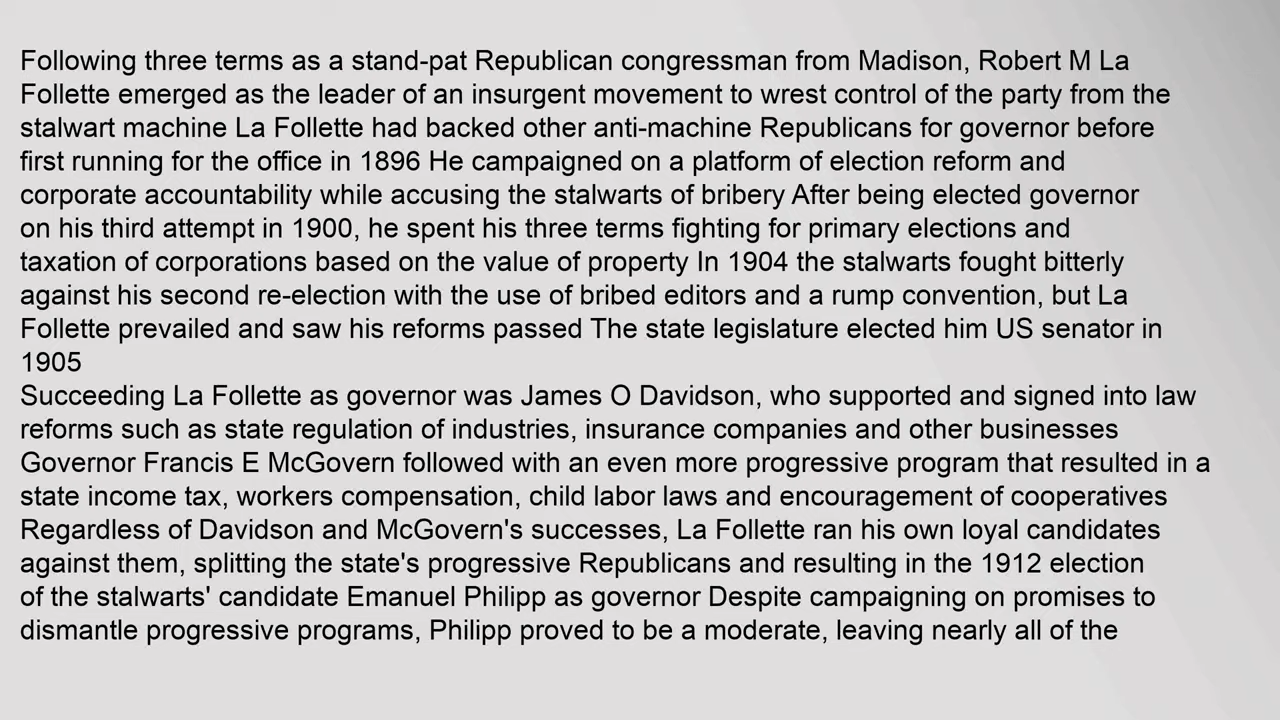 Following three terms as a stand-pat Republican congressman from Madison, Robert M La
Follette emerged as the leader of an insurgent movement to wrest control of the party from the
stalwart machine La Follette had backed other anti-machine Republicans for governor before
first running for the office in 1896 He campaigned on a platform of election reform and
corporate accountability while accusing the stalwarts of bribery After being elected governor
on his third attempt in 1900, he spent his three terms fighting for primary elections and
taxation of corporations based on the value of property In 1904 the stalwarts fought bitterly
against his second re-election with the use of bribed editors and a rump convention, but La
Follette prevailed and saw his reforms passed The state legislature elected him US senator in
1905
Succeeding La Follette as governor was James O Davidson, who supported and signed into law
reforms such as state regulation of industries, insurance companies and other businesses
Governor Francis E McGovern followed with an even more progressive program that resulted in a
state income tax, workers compensation, child labor laws and encouragement of cooperatives
Regardless of Davidson and McGovern's successes, La Follette ran his own loyal candidates
against them, splitting the state's progressive Republicans and resulting in the 1912 election
of the stalwarts' candidate Emanuel Philipp as governor Despite campaigning on promises to
dismantle progressive programs, Philipp proved to be a moderate, leaving nearly all of the